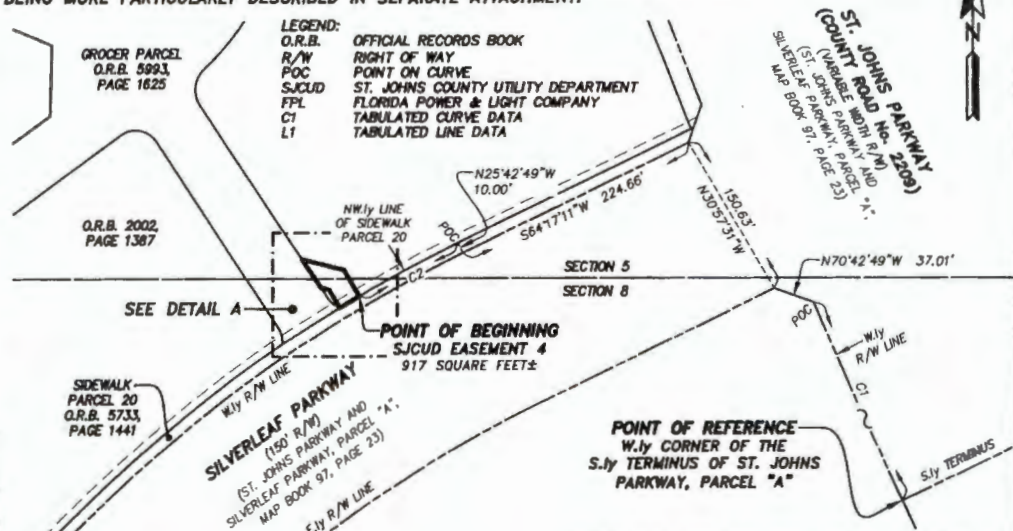 BEING MORE PARTICULARLY DESCRIBED IN SEPARATE ATTACHMENT.
LEGEND:
O.R.B. OFFICIAL RECORDS BOOK
R/W RIGHT OF WAY
POC POINT ON CURVE
SJCUD ST. JOHNS COUNTY UTILITY DEPARTMENT
FPL FLORIDA POWER & LIGHT COMPANY
C1 TABULATED CURVE DATA
L1 TABULATED LINE DATA
GROCER PARCEL
O.R.B. 5993,
PAGE 1625
ST. JOHNS PARKWAY
(COUNTY ROAD No. 2209)
(VARIABLE WIDTH R/W)
(ST. JOHNS PARKWAY AND
SILVERLEAF PARKWAY, PARCEL "A",
MAP BOOK 97, PAGE 23)
O.R.B. 2002,
PAGE 1387
NW.ly LINE
OF SIDEWALK
PARCEL 20
N25°42'49"W
10.00'
POC
S64°17'11"W 224.66'
C2
150.63'
N30°57'31"W
N70°42'49"W 37.01'
SECTION 5
SECTION 8
SEE DETAIL A
POINT OF BEGINNING
SJCUD EASEMENT 4
917 SQUARE FEET±
POC
W.ly
R/W LINE
C1
SIDEWALK
PARCEL 20
O.R.B. 5733,
PAGE 1441
W.ly R/W LINE
SILVERLEAF PARKWAY
(150' R/W)
(ST. JOHNS PARKWAY AND
SILVERLEAF PARKWAY, PARCEL "A",
MAP BOOK 97, PAGE 23)
E.ly R/W LINE
POINT OF REFERENCE
W.ly CORNER OF THE
S.ly TERMINUS OF ST. JOHNS
PARKWAY, PARCEL "A"
S.ly TERMINUS